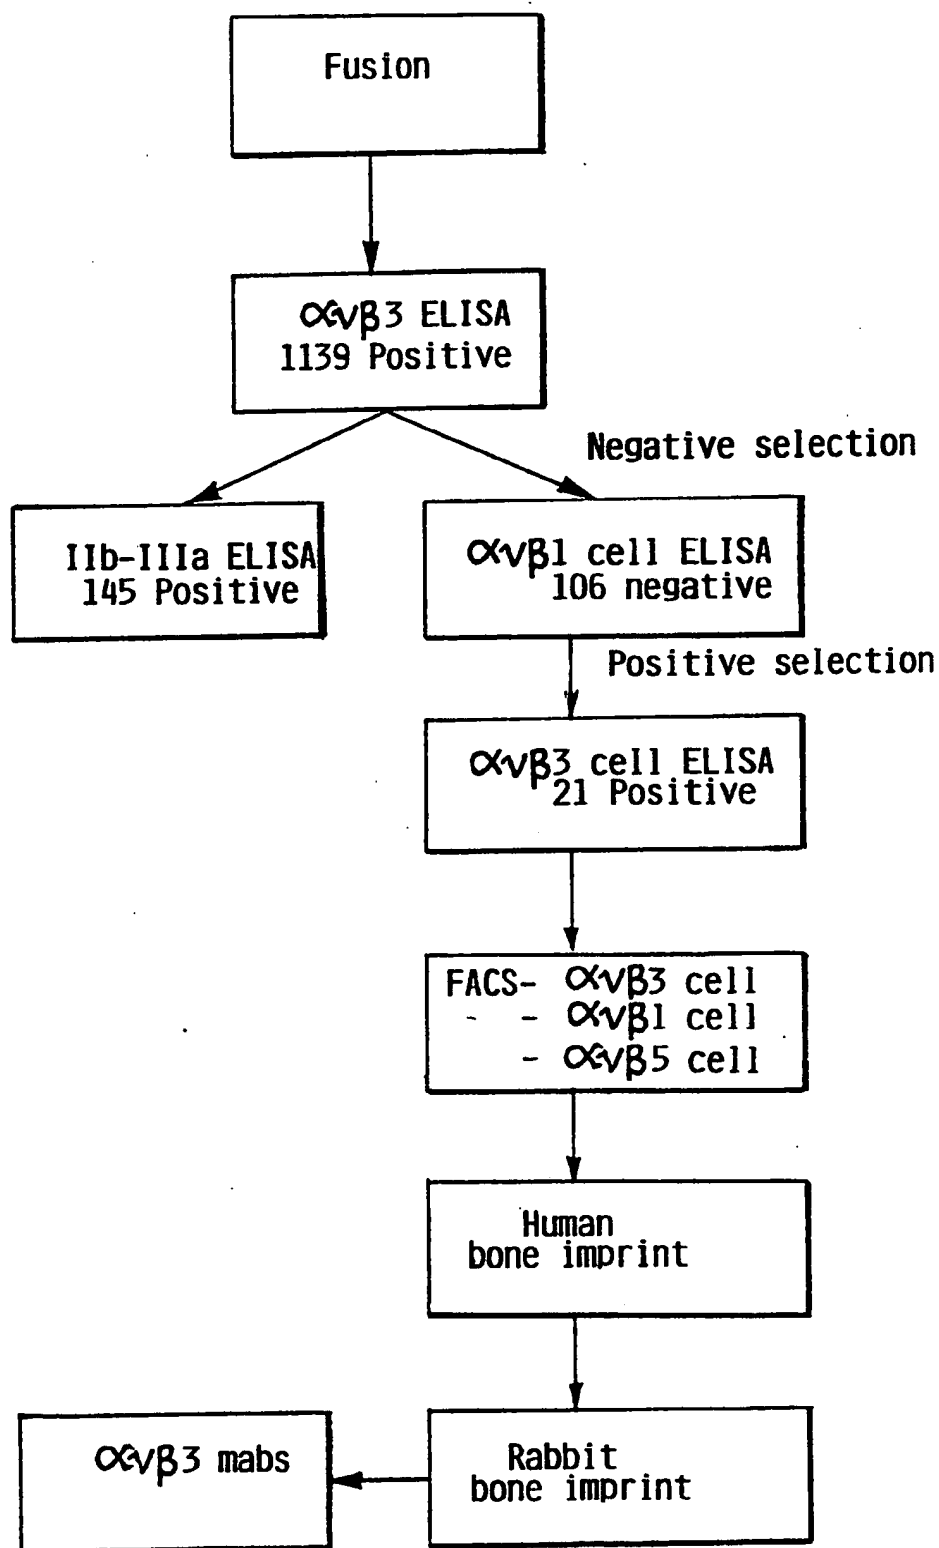 Fusion
αvβ3 ELISA
1139 Positive
Negative selection
IIb-IIIa ELISA
145 Positive
αvβ1 cell ELISA
106 negative
Positive selection
αvβ3 cell ELISA
21 Positive
FACS- αvβ3 cell
- - αvβ1 cell
- αvβ5 cell
Human
bone imprint
Rabbit
bone imprint
αvβ3 mabs